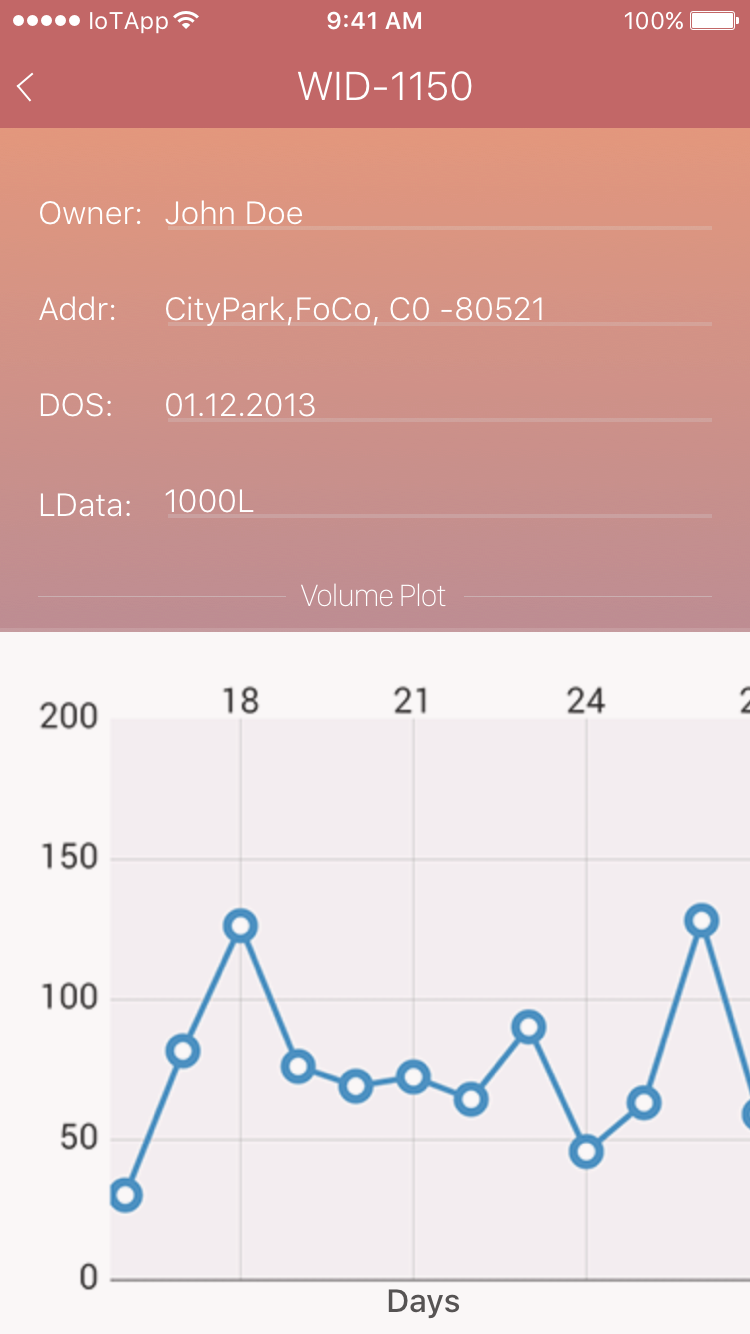 IoTApp 9:41 AM 100%
WID-1150
Owner: John Doe
Addr: CityPark,FoCo, C0 -80521
DOS: 01.12.2013
LData: 1000L
Volume Plot
18 21 24
200
150
100
50
0
Days